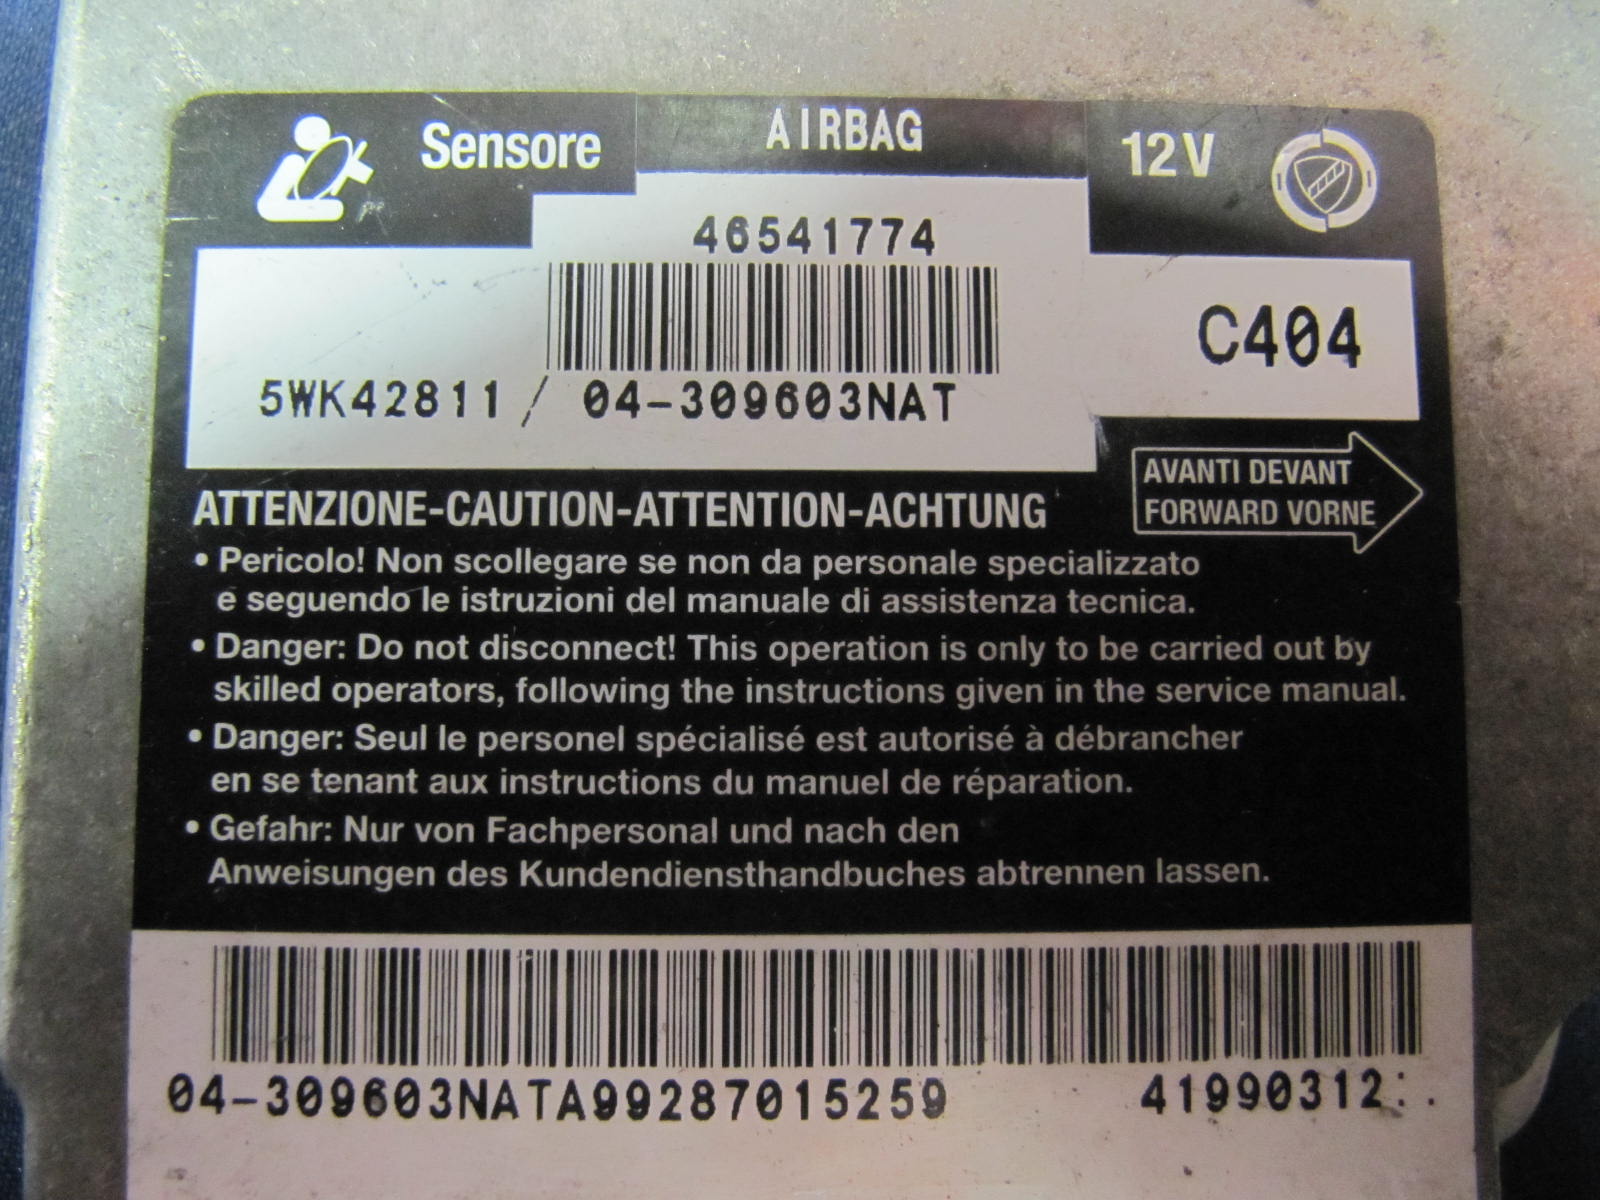 Sensore
AIRBAG
12V
46541774
C404
5WK42811 / 04-309603NAT
AVANTI DEVANT
FORWARD VORNE
ATTENZIONE-CAUTION-ATTENTION-ACHTUNG
• Pericolo! Non scollegare se non da personale specializzato
e seguendo le istruzioni del manuale di assistenza tecnica.
• Danger: Do not disconnect! This operation is only to be carried out by
skilled operators, following the instructions given in the service manual.
• Danger: Seul le personel spécialisé est autorisé à débrancher
en se tenant aux instructions du manuel de réparation.
• Gefahr: Nur von Fachpersonal und nach den
Anweisungen des Kundendiensthandbuches abtrennen lassen.
04-309603NATA99287015259 41990312:.